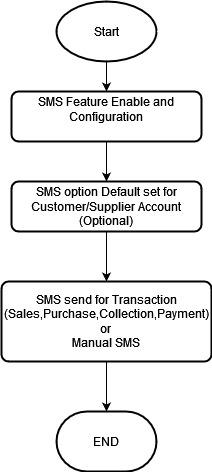 Start
SMS Feature Enable and
Configuration
SMS option Default set for
Customer/Supplier Account
(Optional)
SMS send for Transaction
(Sales,Purchase,Collection,Payment)
or
Manual SMS
END